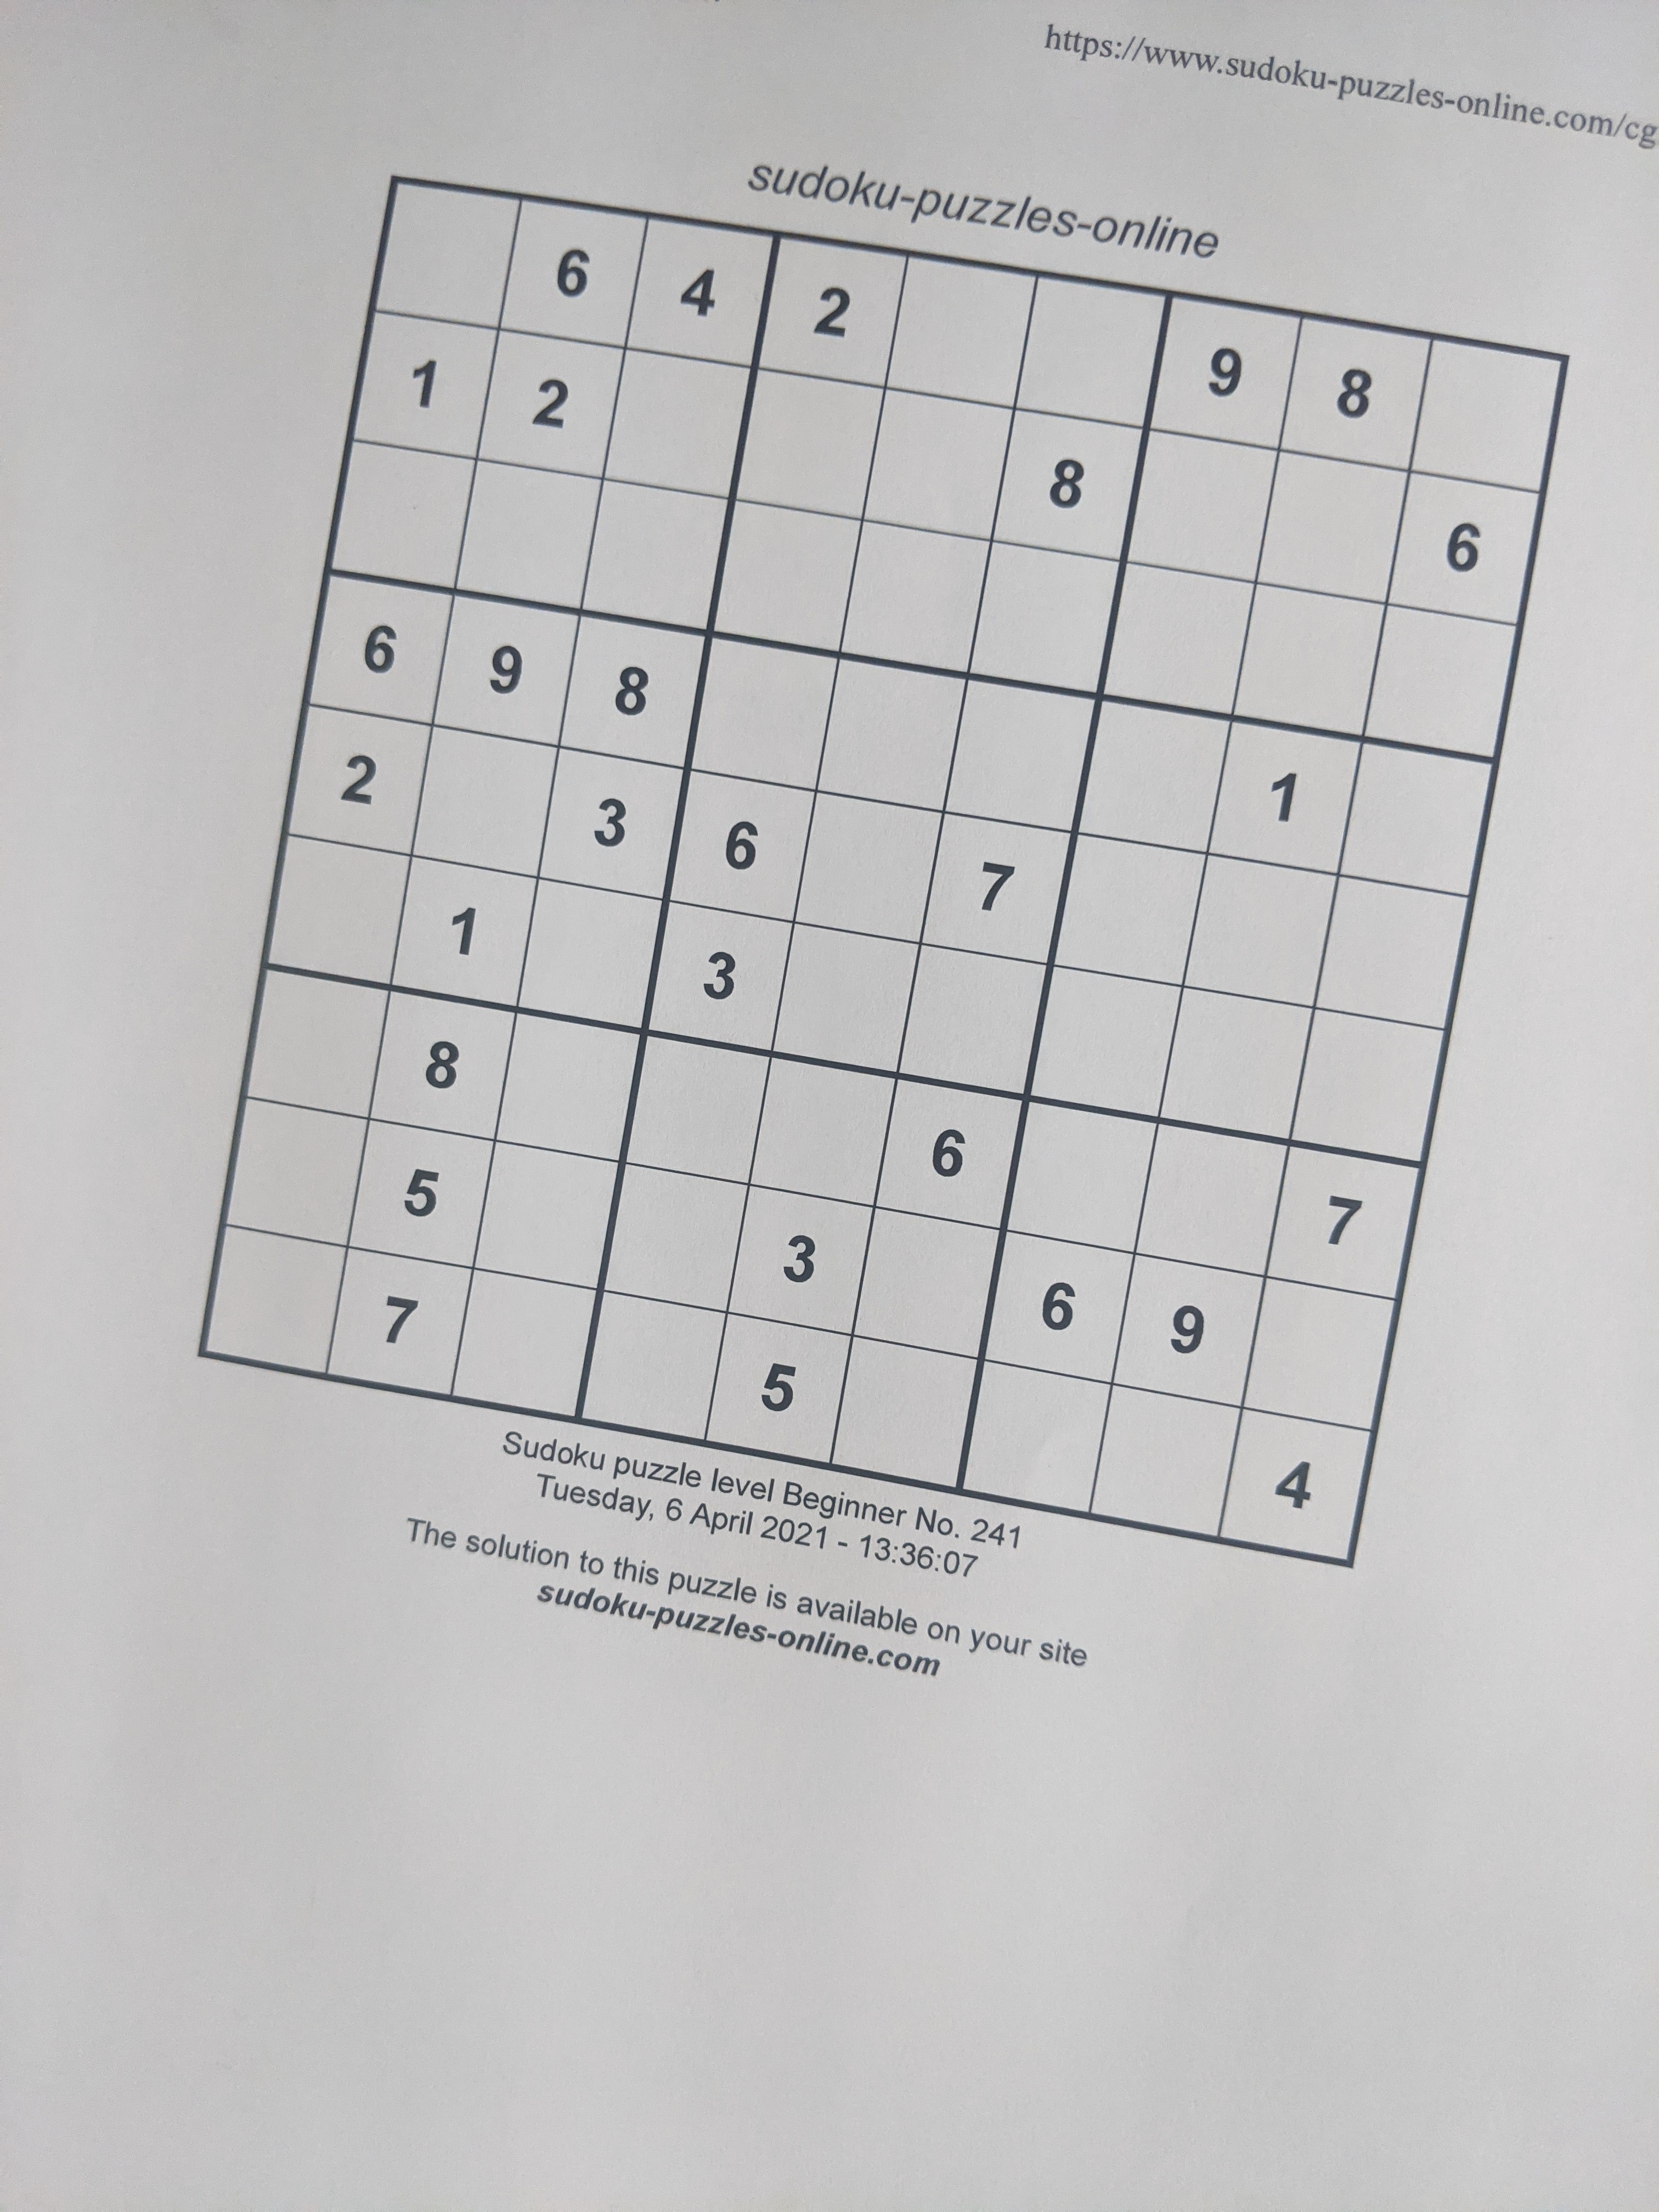 https://www.sudoku-puzzles-online.com/cg
sudoku-puzzles-online
6 4 2 9 8
1 2 8 6
6 9 8 1
2 3 6 7
1 3
8 6 7
5 3 6 9
7 5 4
Sudoku puzzle level Beginner No. 241
Tuesday, 6 April 2021 - 13:36:07
The solution to this puzzle is available on your site
sudoku-puzzles-online.com